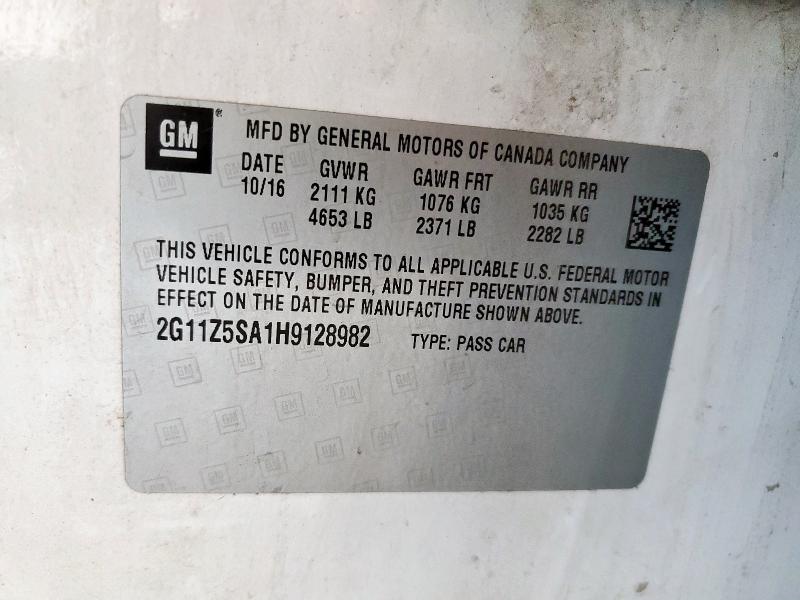 GM® MFD BY GENERAL MOTORS OF CANADA COMPANY
DATE GVWR GAWR FRT GAWR RR
10/16 2111 KG 1076 KG 1035 KG
4653 LB 2371 LB 2282 LB
THIS VEHICLE CONFORMS TO ALL APPLICABLE U.S. FEDERAL MOTOR
VEHICLE SAFETY, BUMPER, AND THEFT PREVENTION STANDARDS IN
EFFECT ON THE DATE OF MANUFACTURE SHOWN ABOVE.
2G11Z5SA1H9128982 TYPE: PASS CAR